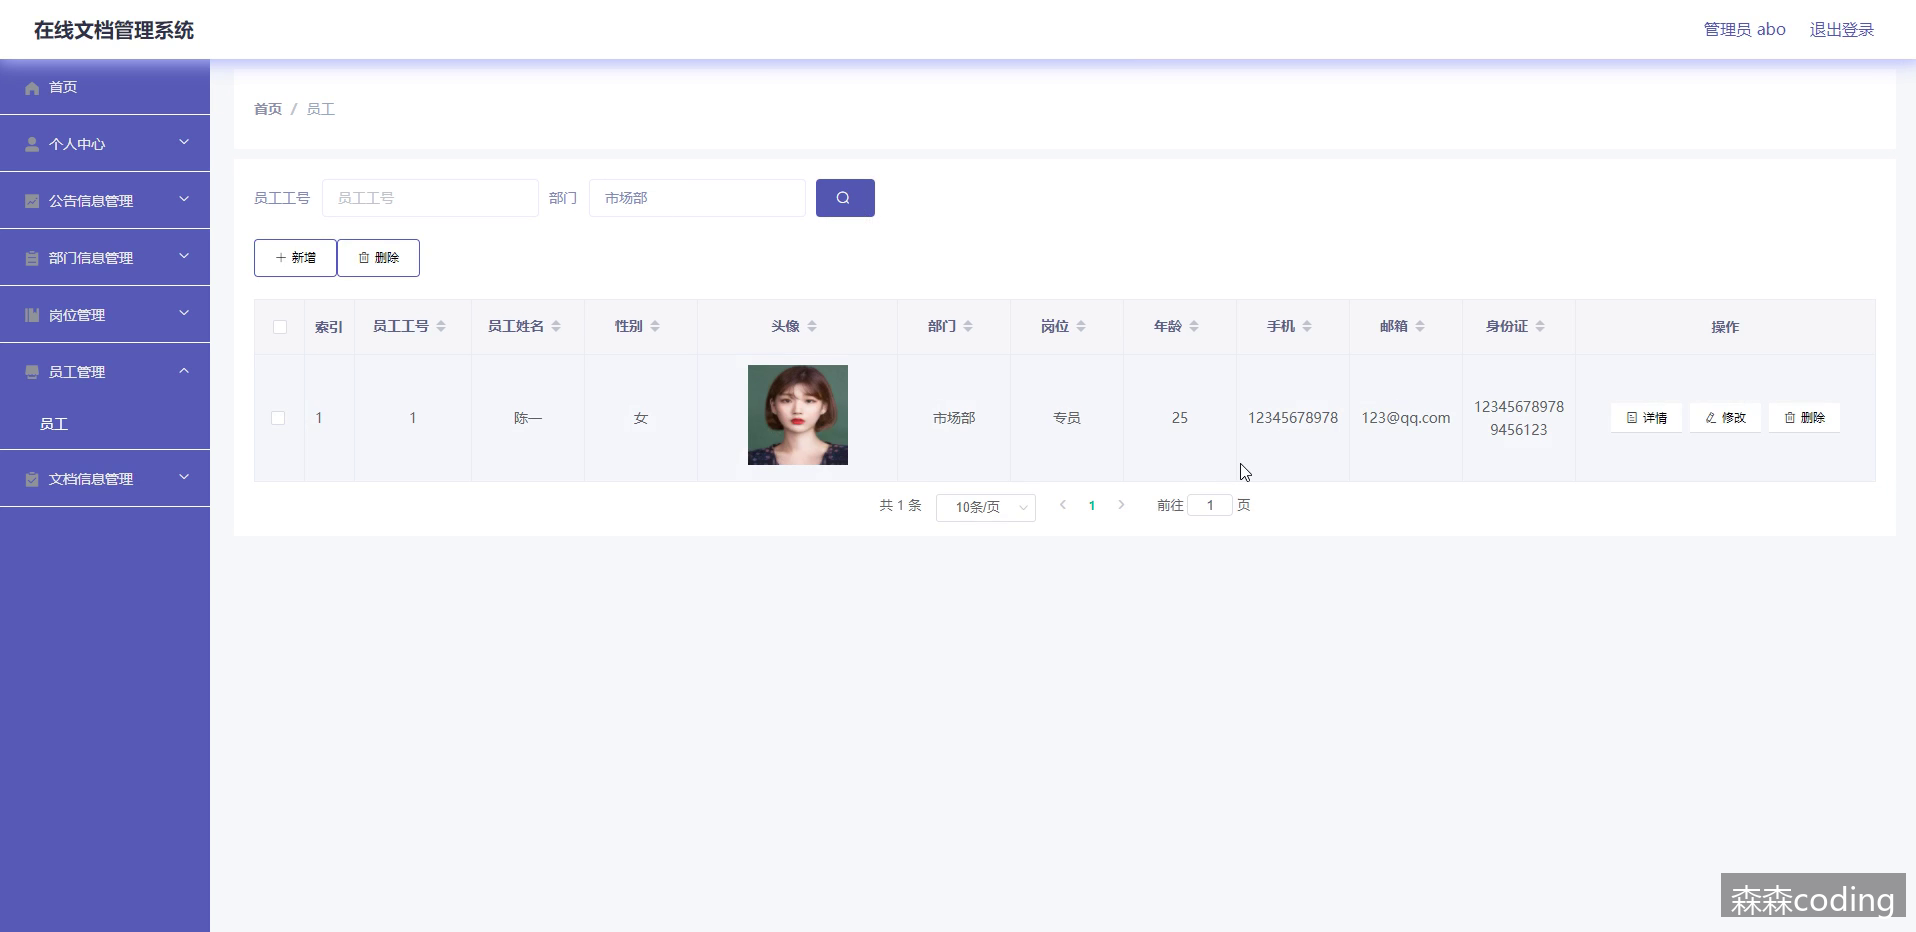 在线文档管理系统
管理员 abo 退出登录
首页
个人中心
公告信息管理
部门信息管理
岗位管理
员工管理
员工
文档信息管理
首页 / 员工
员工工号 员工工号 部门 市场部
新增 删除
索引 员工工号 员工姓名 性别 头像 部门 岗位 年龄 手机 邮箱 身份证 操作
1 1 陈一 女 市场部 专员 25 12345678978 123@qq.com 12345678978 详情 修改 删除
9456123
共 1 条 10条/页 1 前往 1 页
森森coding